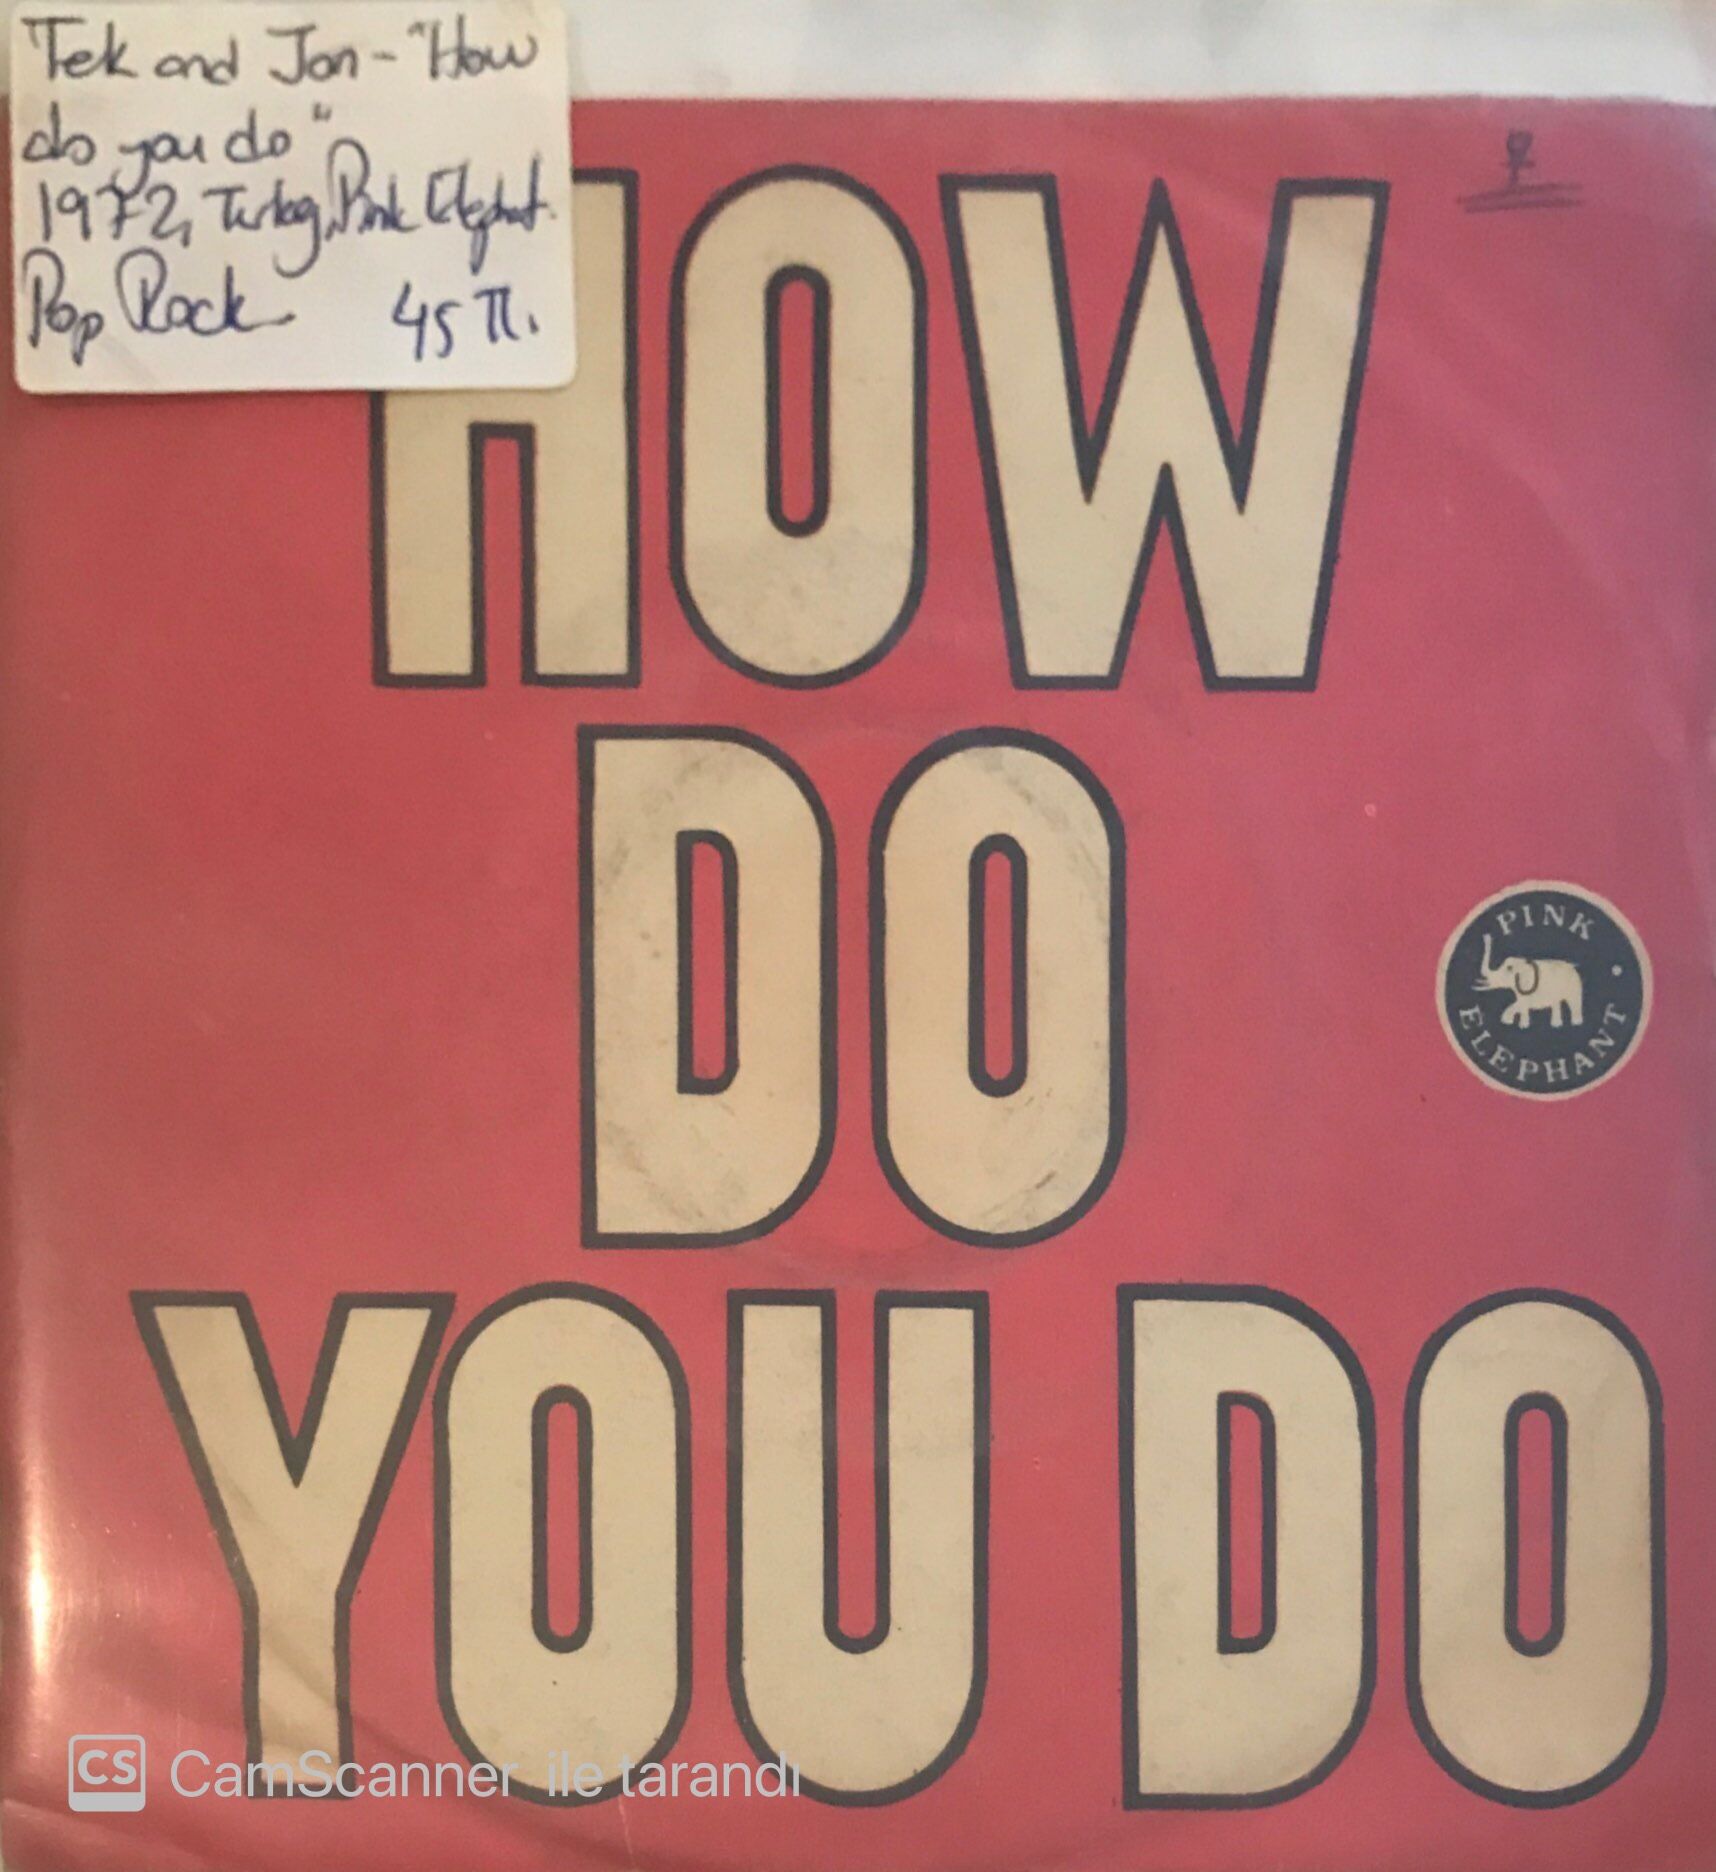 Tek and Jon - "How
do you do"
1972, Turkey, Pink Elephant.
Pop Rock 45 TL.
HOW
DO
YOU DO
PINK ELEPHANT
CS CamScanner ile tarandı